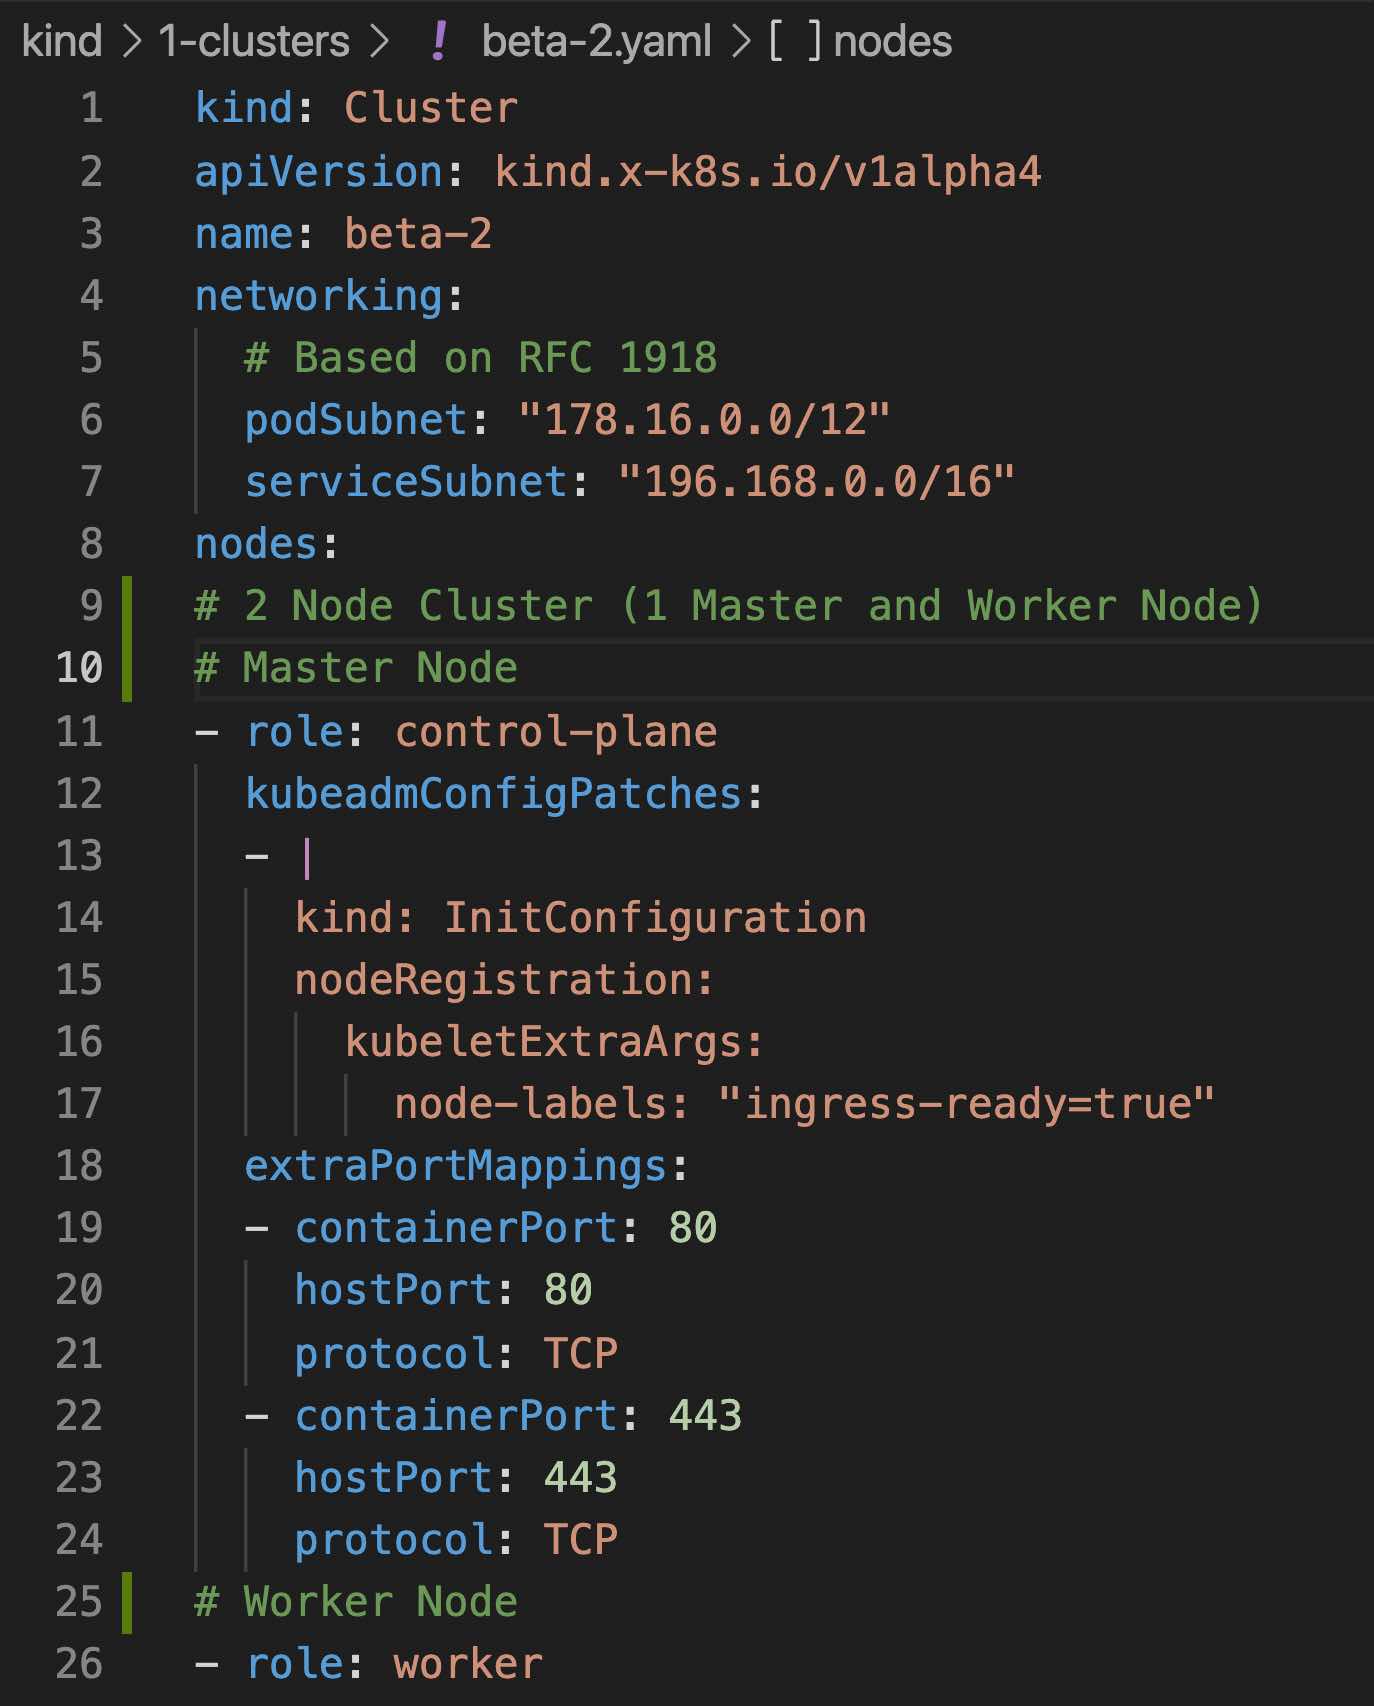 kind > 1-clusters > ! beta-2.yaml > [ ] nodes
1 kind: Cluster
2 apiVersion: kind.x-k8s.io/v1alpha4
3 name: beta-2
4 networking:
5   # Based on RFC 1918
6   podSubnet: "178.16.0.0/12"
7   serviceSubnet: "196.168.0.0/16"
8 nodes:
9 # 2 Node Cluster (1 Master and Worker Node)
10 # Master Node
11 - role: control-plane
12   kubeadmConfigPatches:
13   - |
14     kind: InitConfiguration
15     nodeRegistration:
16       kubeletExtraArgs:
17         node-labels: "ingress-ready=true"
18   extraPortMappings:
19   - containerPort: 80
20     hostPort: 80
21     protocol: TCP
22   - containerPort: 443
23     hostPort: 443
24     protocol: TCP
25 # Worker Node
26 - role: worker